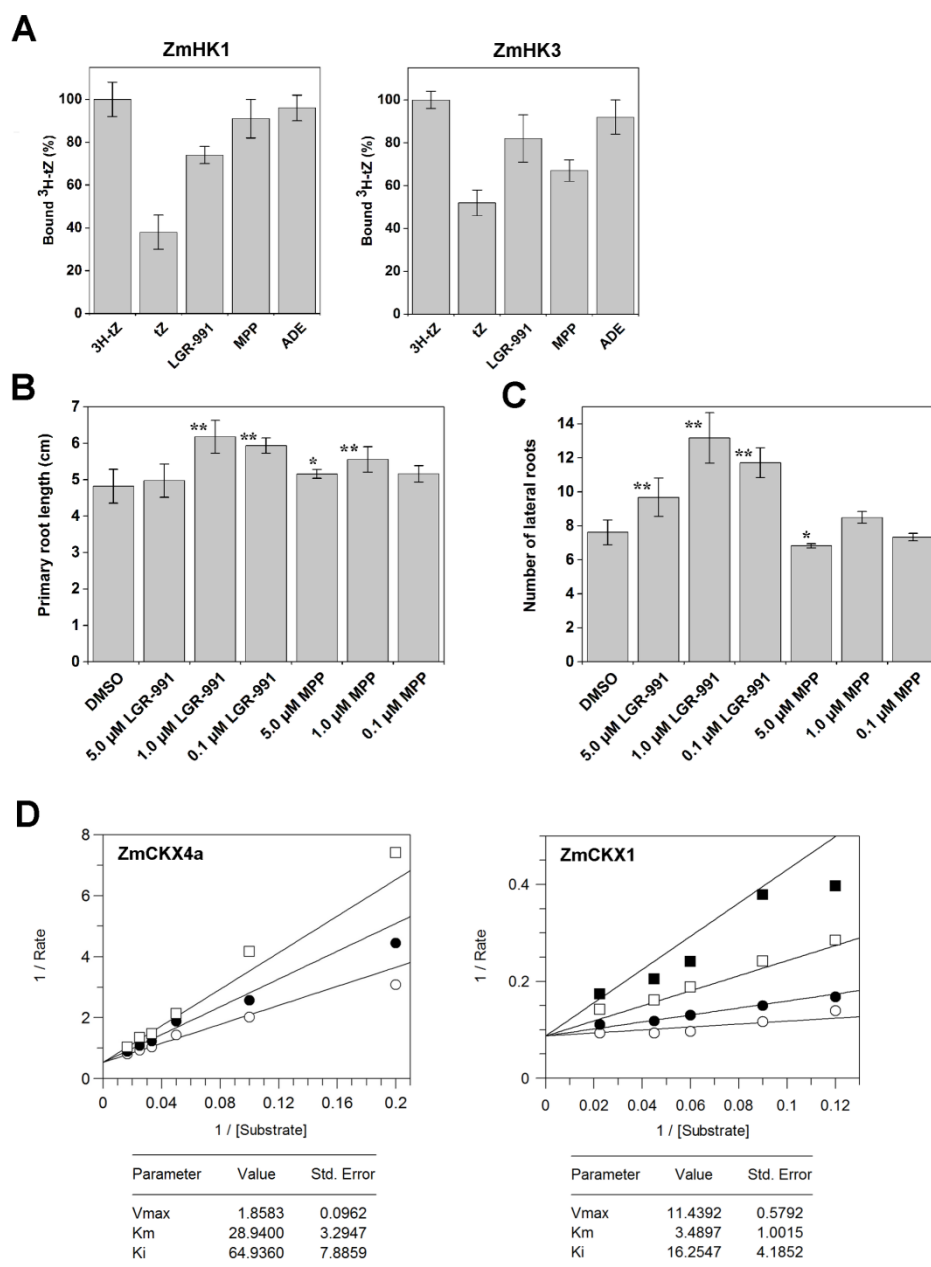 A
ZmHK1
ZmHK3
Bound ³H-tZ (%)
100
80
60
40
20
0
3H-tZ
tZ
LGR-991
MPP
ADE
Bound ³H-tZ (%)
100
80
60
40
20
0
3H-tZ
tZ
LGR-991
MPP
ADE
B
Primary root length (cm)
7
6
5
4
3
2
1
0
**
**
*
**
DMSO
5.0 µM LGR-991
1.0 µM LGR-991
0.1 µM LGR-991
5.0 µM MPP
1.0 µM MPP
0.1 µM MPP
C
Number of lateral roots
14
12
10
8
6
4
2
0
**
**
**
*
DMSO
5.0 µM LGR-991
1.0 µM LGR-991
0.1 µM LGR-991
5.0 µM MPP
1.0 µM MPP
0.1 µM MPP
D
ZmCKX4a
1 / Rate
8
6
4
2
0
0
0.04
0.08
0.12
0.16
0.2
1 / [Substrate]
Parameter Value Std. Error
Vmax 1.8583 0.0962
Km 28.9400 3.2947
Ki 64.9360 7.8859
ZmCKX1
1 / Rate
0.4
0.2
0
0
0.02
0.04
0.06
0.08
0.1
0.12
1 / [Substrate]
Parameter Value Std. Error
Vmax 11.4392 0.5792
Km 3.4897 1.0015
Ki 16.2547 4.1852